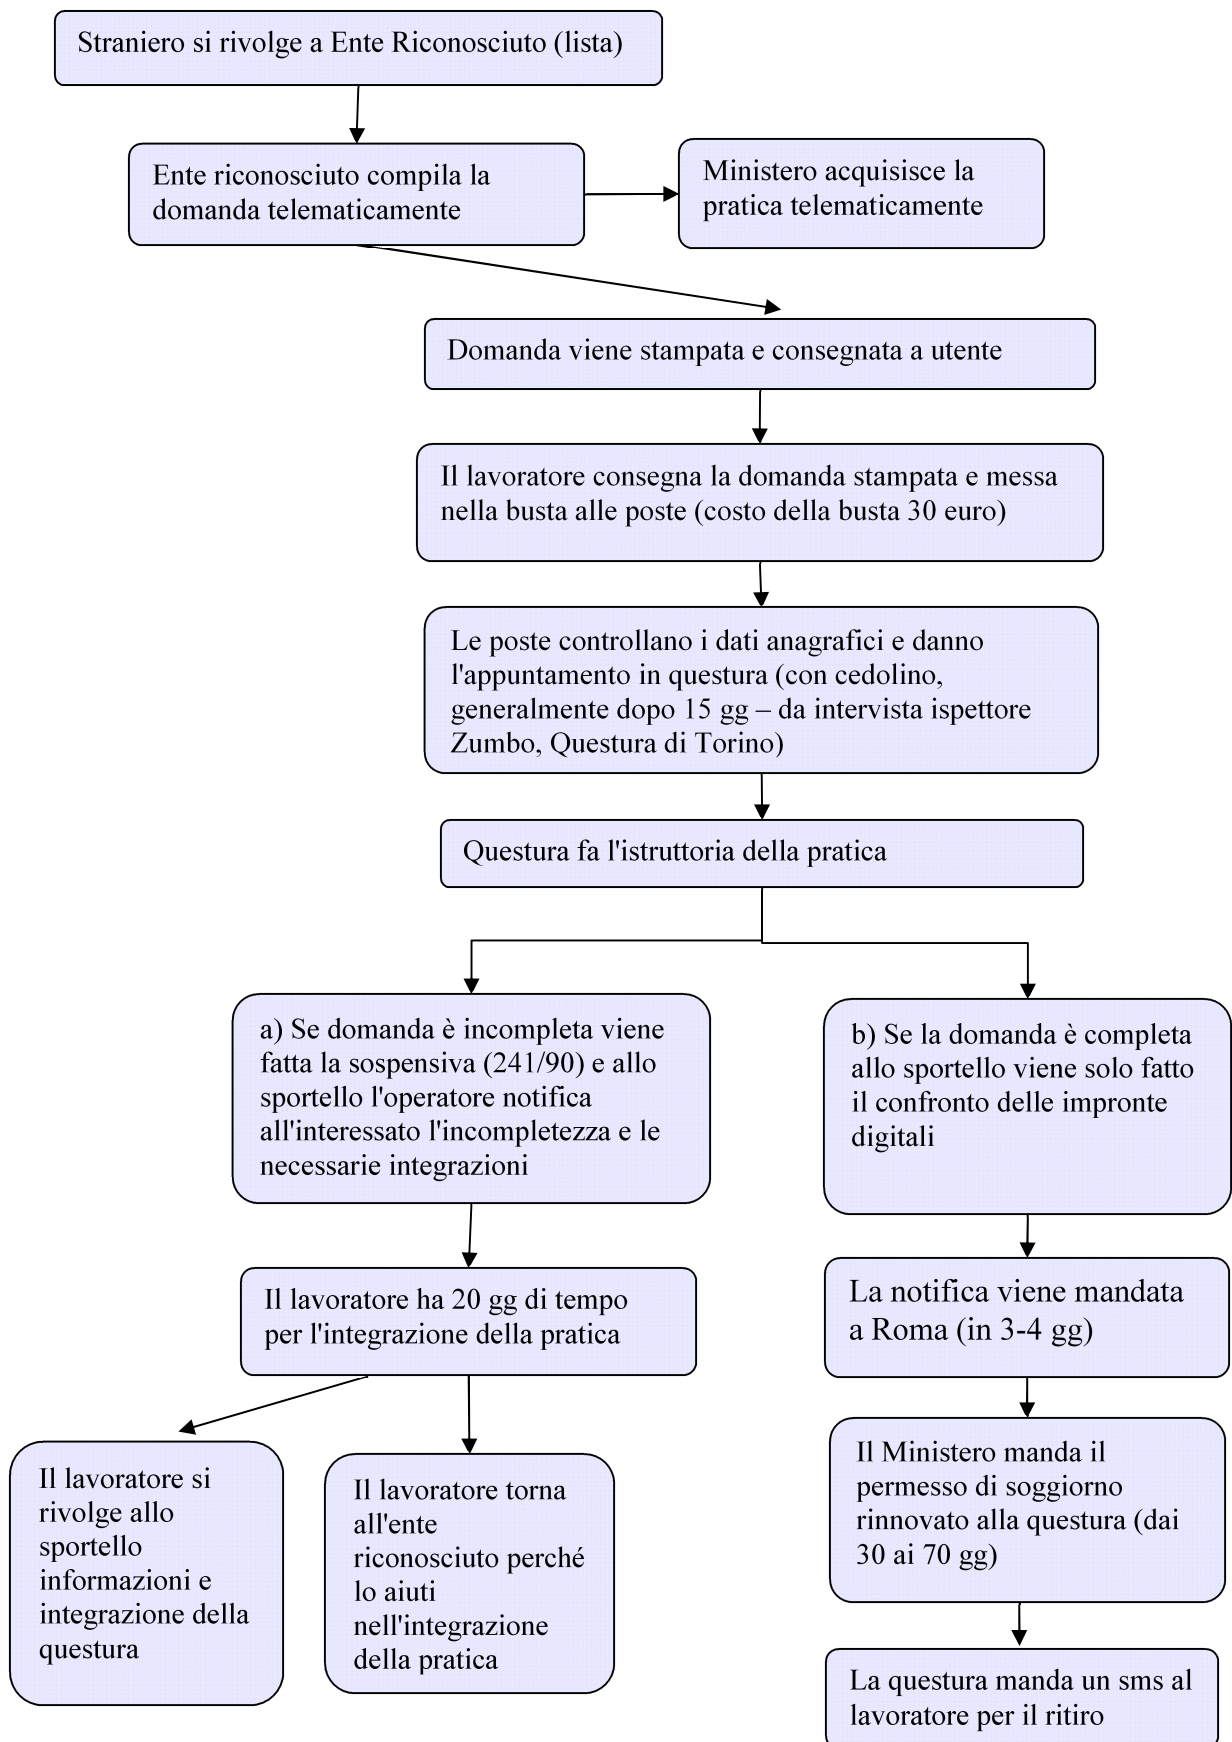 Straniero si rivolge a Ente Riconosciuto (lista)
Ente riconosciuto compila la
domanda telematicamente
Ministero acquisisce la
pratica telematicamente
Domanda viene stampata e consegnata a utente
Il lavoratore consegna la domanda stampata e messa
nella busta alle poste (costo della busta 30 euro)
Le poste controllano i dati anagrafici e danno
l'appuntamento in questura (con cedolino,
generalmente dopo 15 gg – da intervista ispettore
Zumbo, Questura di Torino)
Questura fa l'istruttoria della pratica
a) Se domanda è incompleta viene
fatta la sospensiva (241/90) e allo
sportello l'operatore notifica
all'interessato l'incompletezza e le
necessarie integrazioni
b) Se la domanda è completa
allo sportello viene solo fatto
il confronto delle impronte
digitali
Il lavoratore ha 20 gg di tempo
per l'integrazione della pratica
La notifica viene mandata
a Roma (in 3-4 gg)
Il lavoratore si
rivolge allo
sportello
informazioni e
integrazione della
questura
Il lavoratore torna
all'ente
riconosciuto perché
lo aiuti
nell'integrazione
della pratica
Il Ministero manda il
permesso di soggiorno
rinnovato alla questura (dai
30 ai 70 gg)
La questura manda un sms al
lavoratore per il ritiro